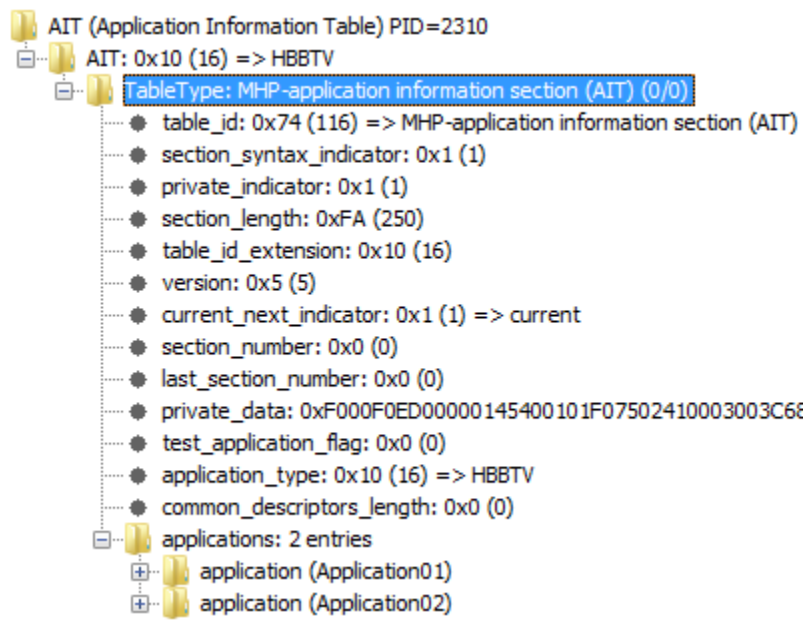 AIT (Application Information Table) PID=2310
AIT: 0x10 (16) => HBBTV
TableType: MHP-application information section (AIT) (0/0)
table_id: 0x74 (116) => MHP-application information section (AIT)
section_syntax_indicator: 0x1 (1)
private_indicator: 0x1 (1)
section_length: 0xFA (250)
table_id_extension: 0x10 (16)
version: 0x5 (5)
current_next_indicator: 0x1 (1) => current
section_number: 0x0 (0)
last_section_number: 0x0 (0)
private_data: 0xF000F0ED00000145400101F07502410003003C68
test_application_flag: 0x0 (0)
application_type: 0x10 (16) => HBBTV
common_descriptors_length: 0x0 (0)
applications: 2 entries
application (Application01)
application (Application02)